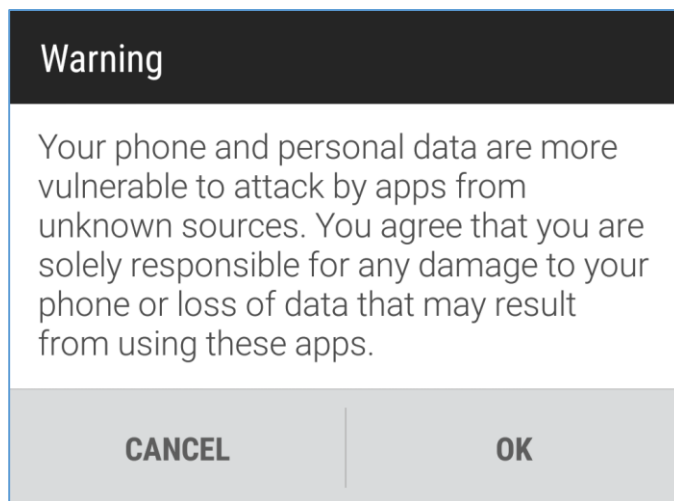 Warning
Your phone and personal data are more
vulnerable to attack by apps from
unknown sources. You agree that you are
solely responsible for any damage to your
phone or loss of data that may result
from using these apps.
CANCEL OK